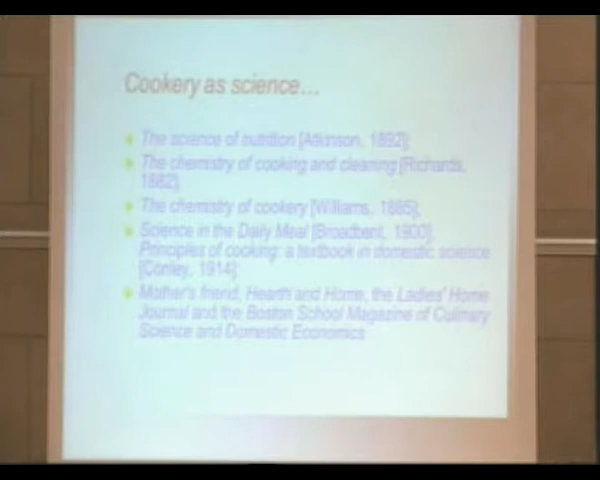 Cookery as science...
The science of nutrition [Atkinson, 1892];
The chemistry of cooking and cleaning [Richards,
1882];
The chemistry of cookery [Williams, 1885];
Science in the Daily Meal [Broadbent, 1900];
Principles of cooking: a textbook in domestic science
[Conley, 1914];
Mother's friend, Hearth and Home, the Ladies' Home
Journal and the Boston School Magazine of Culinary
Science and Domestic Economics